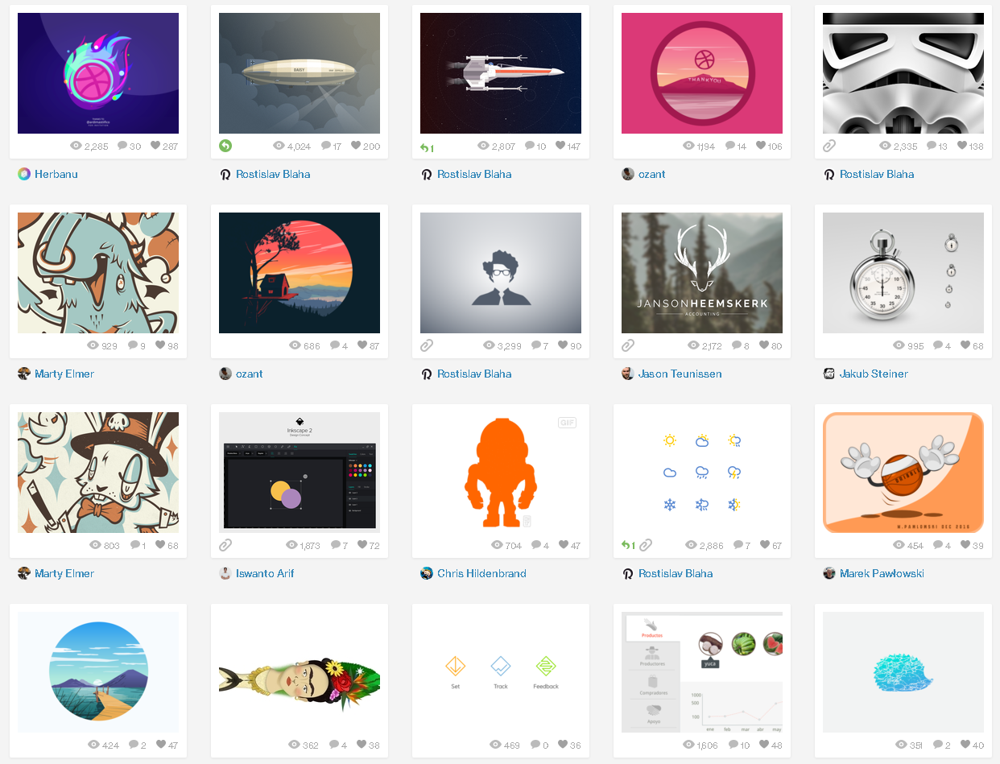 DAISY
THANKYOU
2,285 30 287
4,024 17 200
1 2,807 10 147
1,194 14 106
2,335 13 138
Herbanu
Rostislav Blaha
Rostislav Blaha
ozant
Rostislav Blaha
JANSONHEEMSKERK
ACCOUNTING
929 9 98
686 4 87
3,299 7 90
2,172 8 80
995 4 68
Marty Elmer
ozant
Rostislav Blaha
Jason Teunissen
Jakub Steiner
Inkscape 2
Design Concept
GIF
DRIBBLE
W.PAWLOWSKI DEC 2016
803 1 68
1,873 7 72
704 4 47
1 2,886 7 67
454 4 39
Marty Elmer
Iswanto Arif
Chris Hildenbrand
Rostislav Blaha
Marek Pawłowski
Set
Track
Feedback
Productos
Productores
Compradores
Apoyo
yuca
1000
500
100
ene feb mar abr may
424 2 47
362 4 38
469 0 36
1,606 10 48
351 2 40